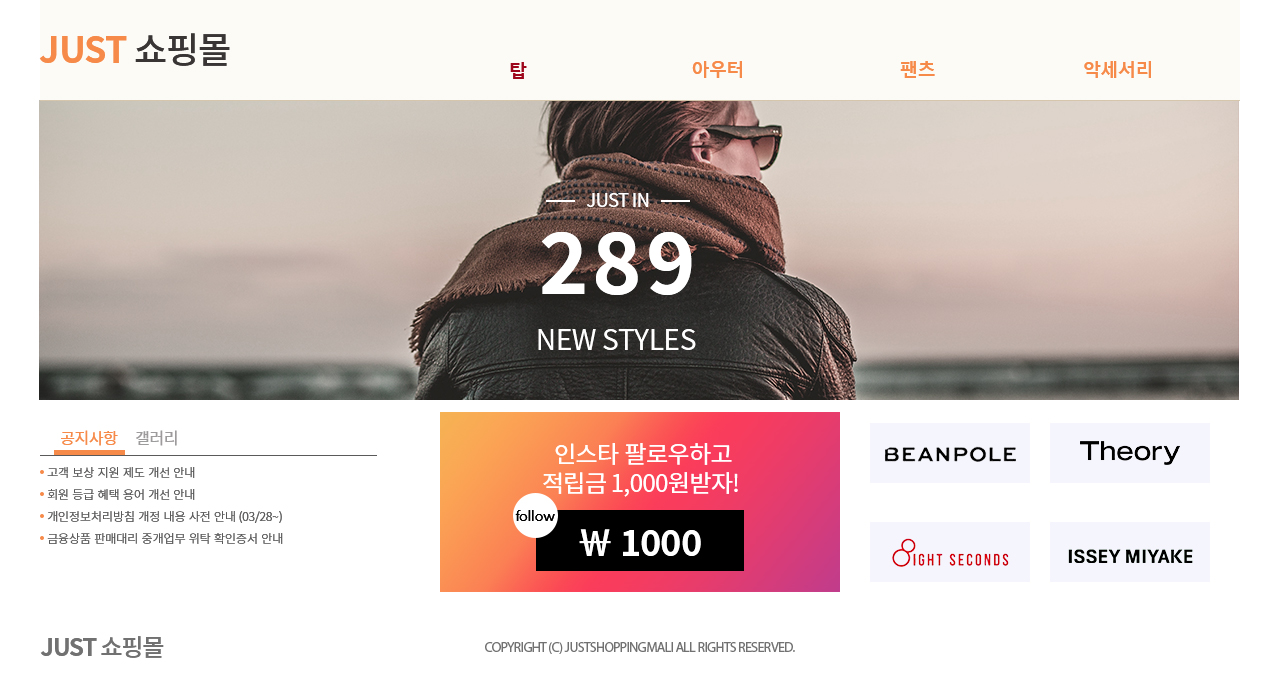 JUST 쇼핑몰
탑
아우터
팬츠
악세서리
JUST IN
289
NEW STYLES
공지사항 갤러리
고객 보상 지원 제도 개선 안내
회원 등급 혜택 용어 개선 안내
개인정보처리방침 개정 내용 사전 안내 (03/28~)
금융상품 판매대리 중개업무 위탁 확인증서 안내
인스타 팔로우하고
적립금 1,000원받자!
follow
₩ 1000
BEANPOLE
Theory
8IGHT SECONDS
ISSEY MIYAKE
JUST 쇼핑몰
COPYRIGHT (C) JUSTSHOPPINGMALI ALL RIGHTS RESERVED.